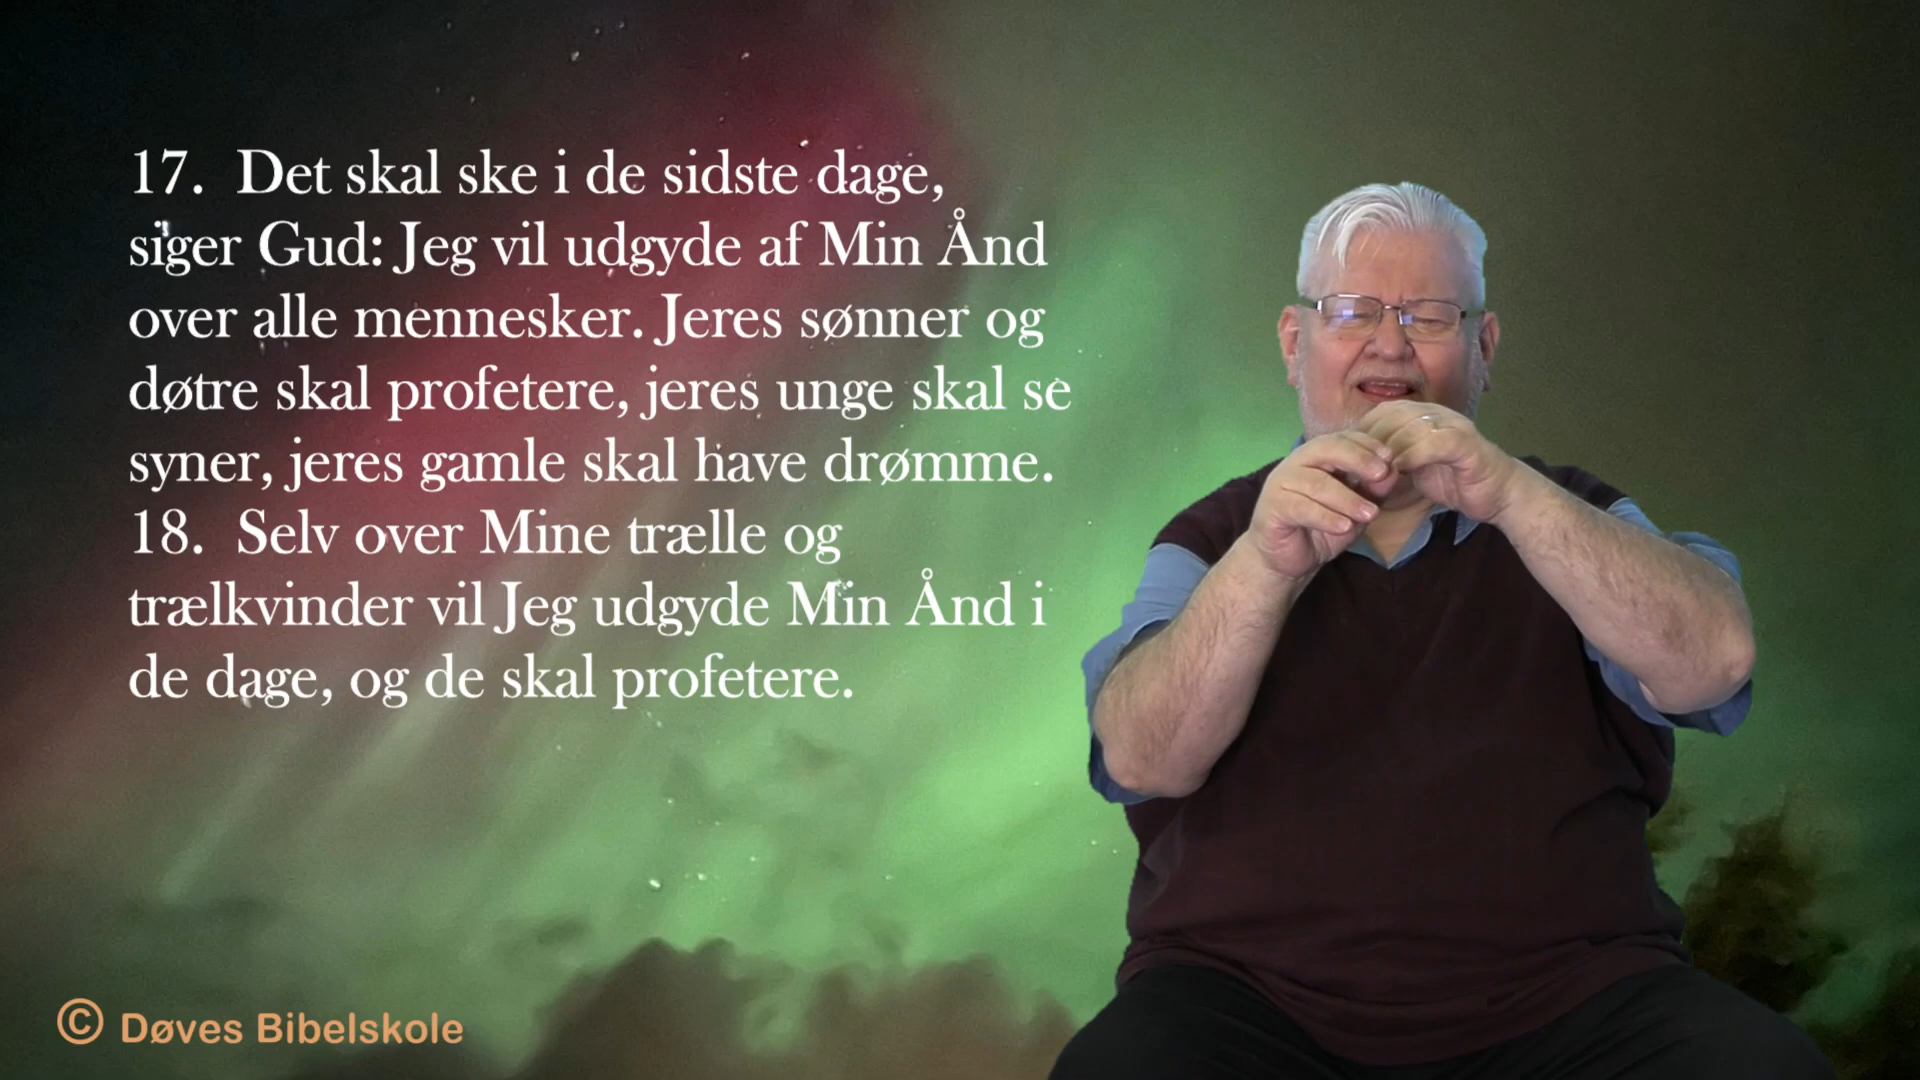 17. Det skal ske i de sidste dage,
siger Gud: Jeg vil udgyde af Min Ånd
over alle mennesker. Jeres sønner og
døtre skal profetere, jeres unge skal se
syner, jeres gamle skal have drømme.
18. Selv over Mine trælle og
trælkvinder vil Jeg udgyde Min Ånd i
de dage, og de skal profetere.
© Døves Bibelskole